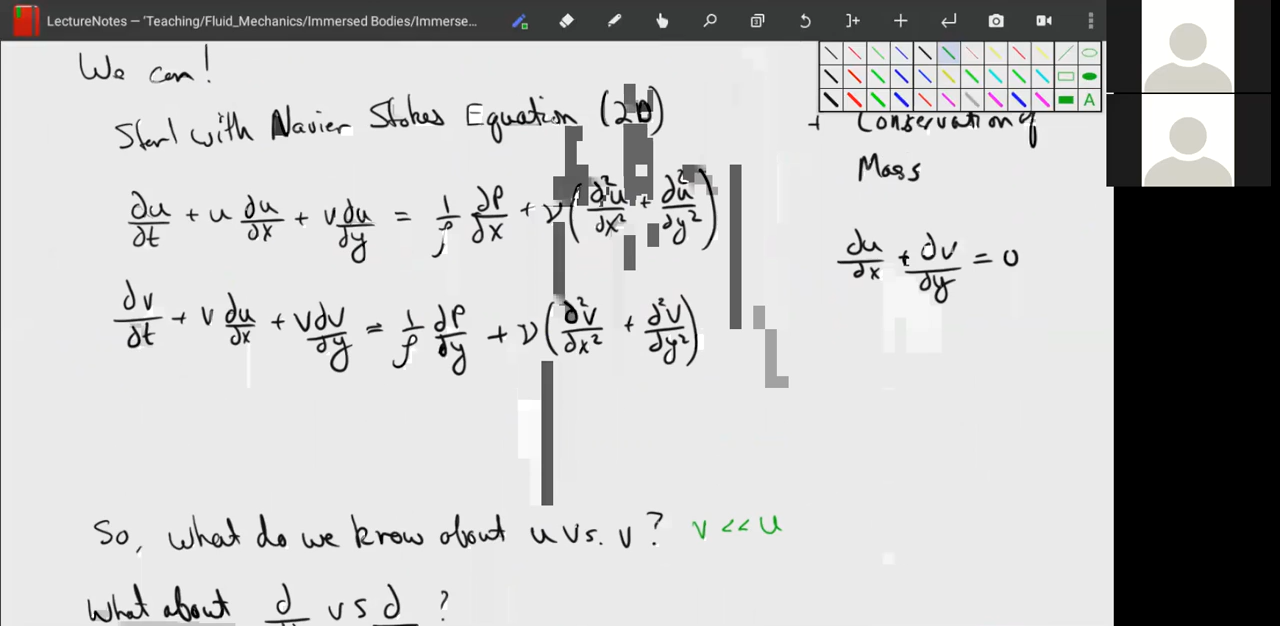 LectureNotes — 'Teaching/Fluid_Mechanics/Immersed Bodies/Immerse...
We can!
Start with Navier Stokes Equation (2D)
+ Conservation of
Mass
∂u/∂t + u ∂u/∂x + v ∂u/∂y = 1/ρ ∂P/∂x + ν(∂²u/∂x² + ∂²u/∂y²)
∂u/∂x + ∂v/∂y = 0
∂v/∂t + v ∂u/∂x + v ∂v/∂y = 1/ρ ∂P/∂y + ν(∂²v/∂x² + ∂²v/∂y²)
So, what do we know about u vs. v? v << u
What about ∂ vs ∂ ?
A